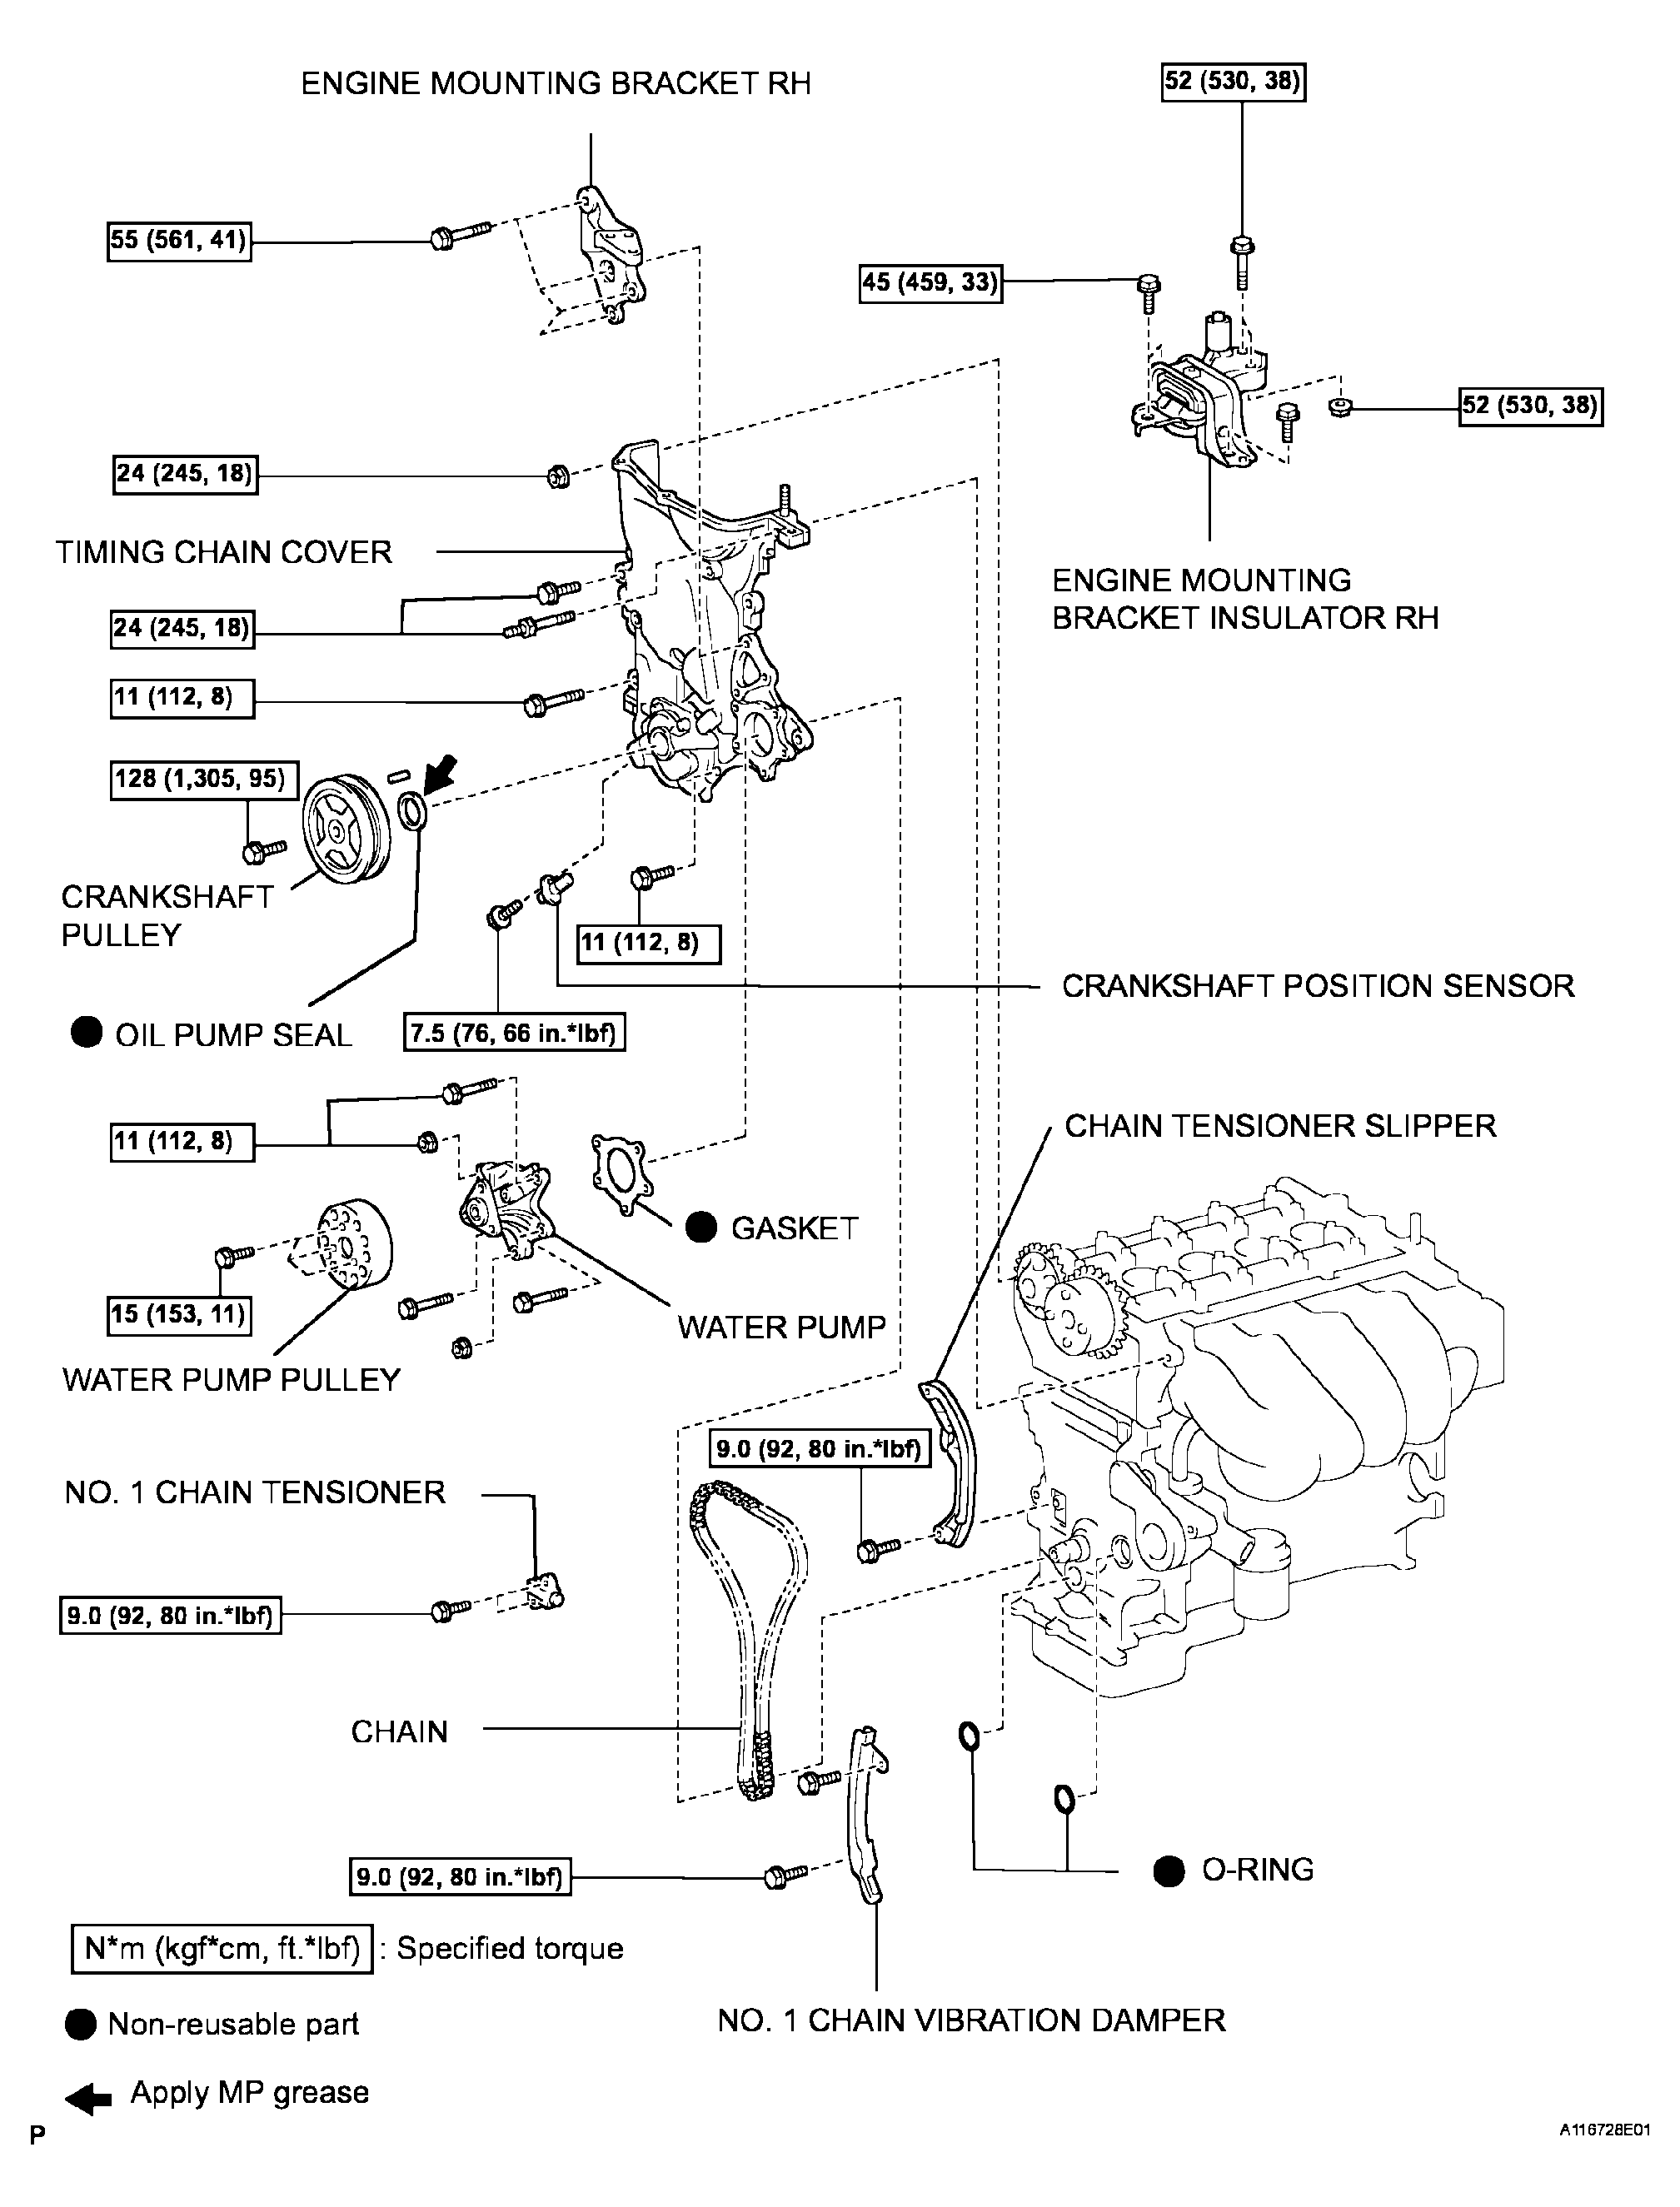 ENGINE MOUNTING BRACKET RH
52 (530, 38)
55 (561, 41)
45 (459, 33)
52 (530, 38)
24 (245, 18)
TIMING CHAIN COVER
ENGINE MOUNTING
BRACKET INSULATOR RH
24 (245, 18)
11 (112, 8)
128 (1,305, 95)
CRANKSHAFT
PULLEY
11 (112, 8)
CRANKSHAFT POSITION SENSOR
OIL PUMP SEAL
7.5 (76, 66 in.*lbf)
11 (112, 8)
CHAIN TENSIONER SLIPPER
GASKET
15 (153, 11)
WATER PUMP
WATER PUMP PULLEY
9.0 (92, 80 in.*lbf)
NO. 1 CHAIN TENSIONER
9.0 (92, 80 in.*lbf)
CHAIN
9.0 (92, 80 in.*lbf)
O-RING
N*m (kgf*cm, ft.*lbf) : Specified torque
NO. 1 CHAIN VIBRATION DAMPER
Non-reusable part
Apply MP grease
P
A116728E01